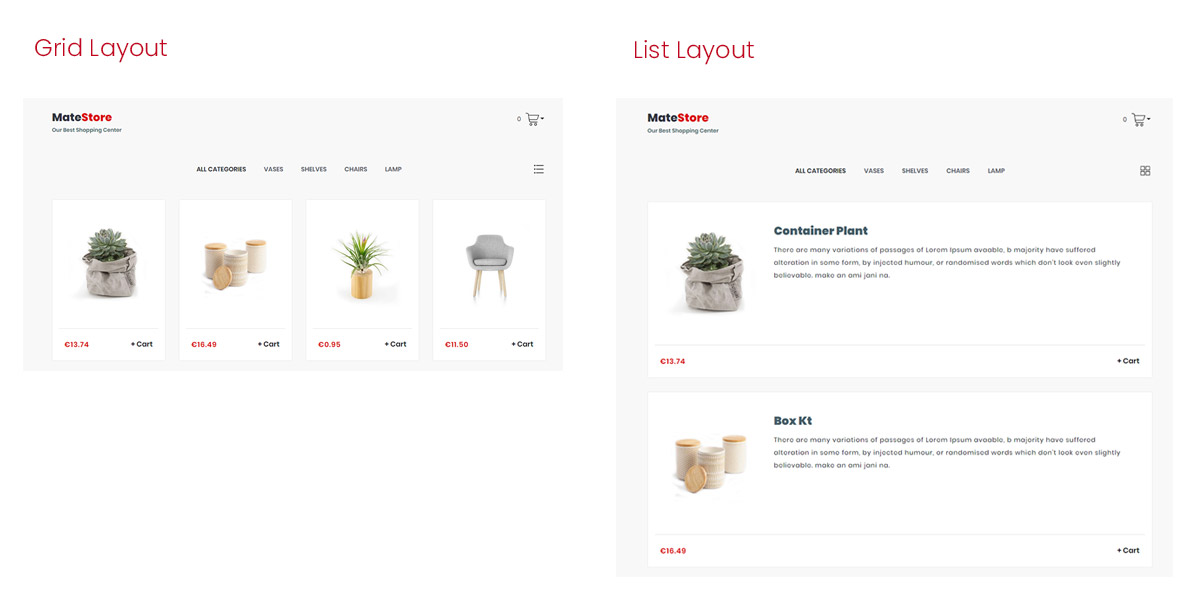 Grid Layout
MateStore
Our Best Shopping Center
0
ALL CATEGORIES VASES SHELVES CHAIRS LAMP
€13.74 + Cart
€16.49 + Cart
€0.95 + Cart
€11.50 + Cart
List Layout
MateStore
Our Best Shopping Center
0
ALL CATEGORIES VASES SHELVES CHAIRS LAMP
Container Plant
There are many variations of passages of Lorem Ipsum avaable, b majority have suffered
alteration in some form, by injected humour, or randomised words which don't look even slightly
believable. make an ami jani na.
€13.74 + Cart
Box Kt
There are many variations of passages of Lorem Ipsum avaable, b majority have suffered
alteration in some form, by injected humour, or randomised words which don't look even slightly
believable. make an ami jani na.
€16.49 + Cart